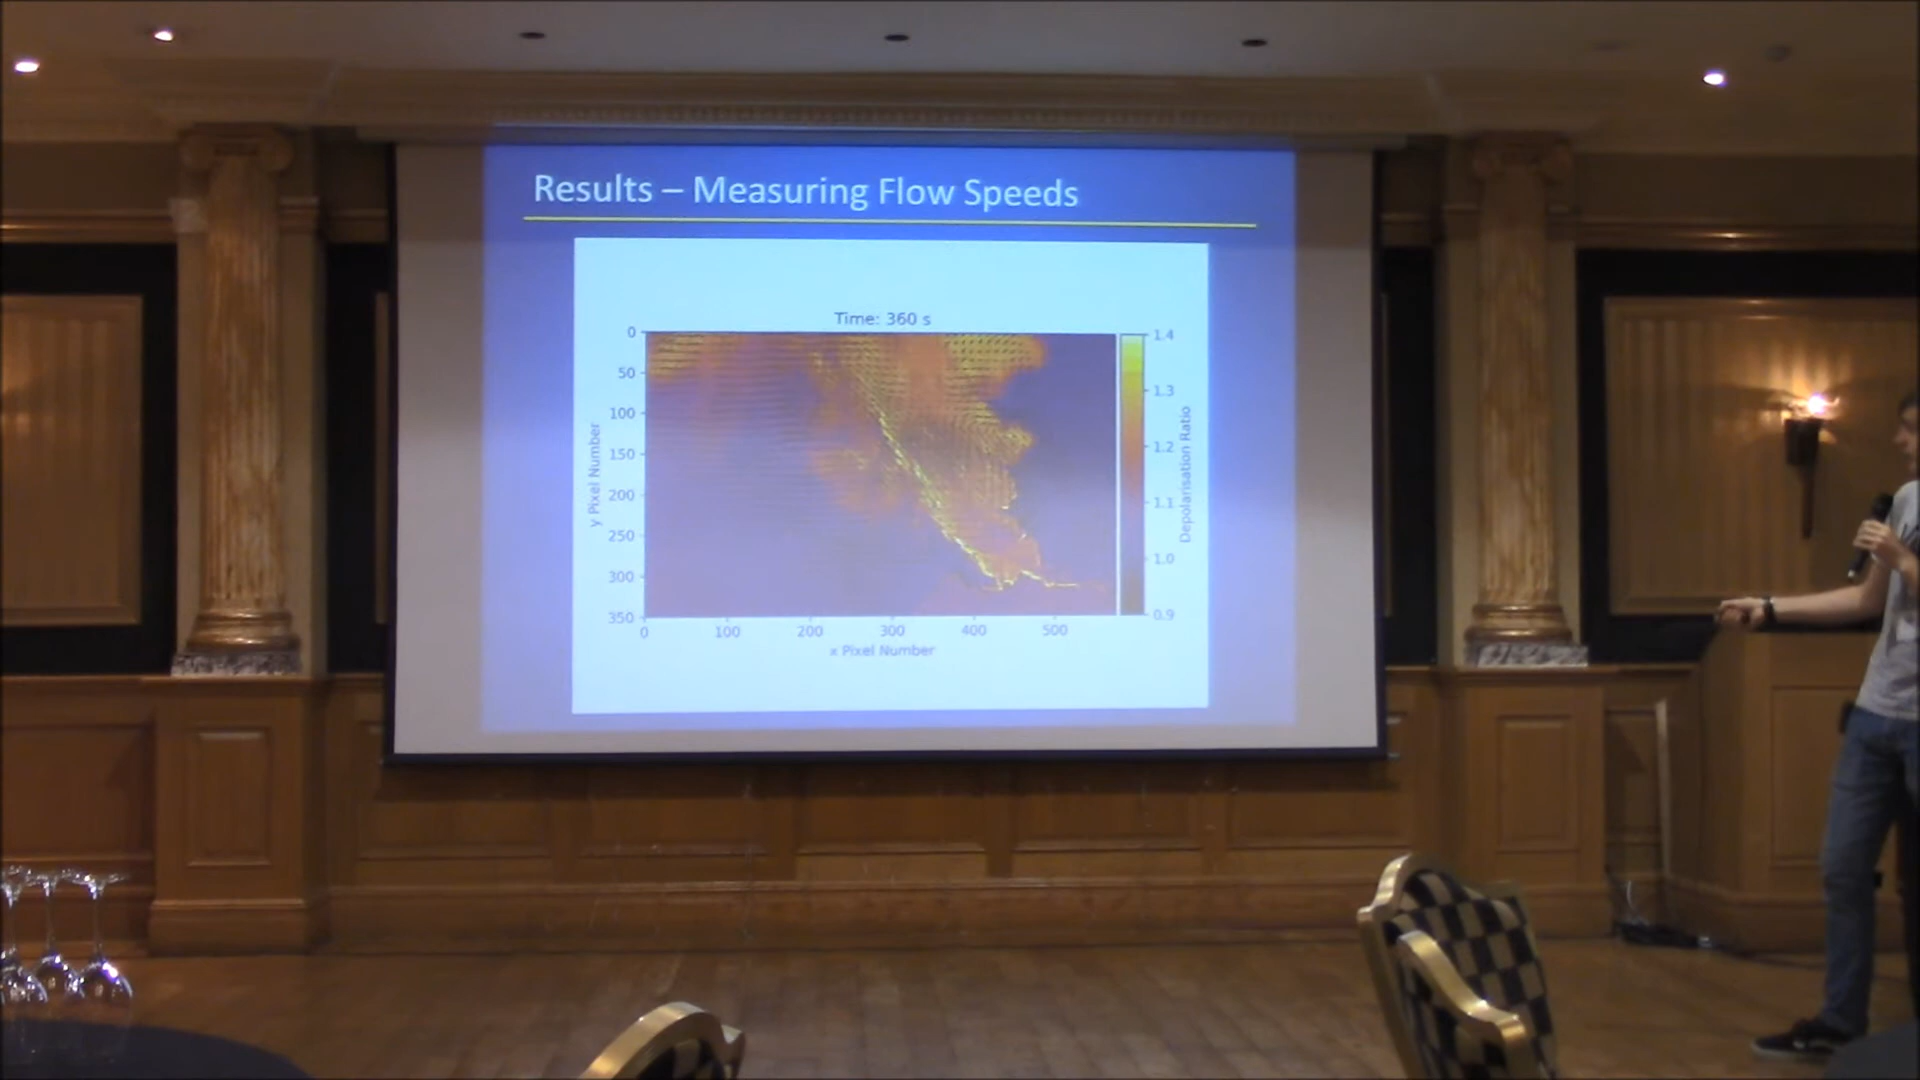 Results – Measuring Flow Speeds
Time: 360 s
0
50
100
150
200
250
300
350
y Pixel Number
0 100 200 300 400 500
x Pixel Number
1.4
1.3
1.2
1.1
1.0
0.9
Depolarisation Ratio